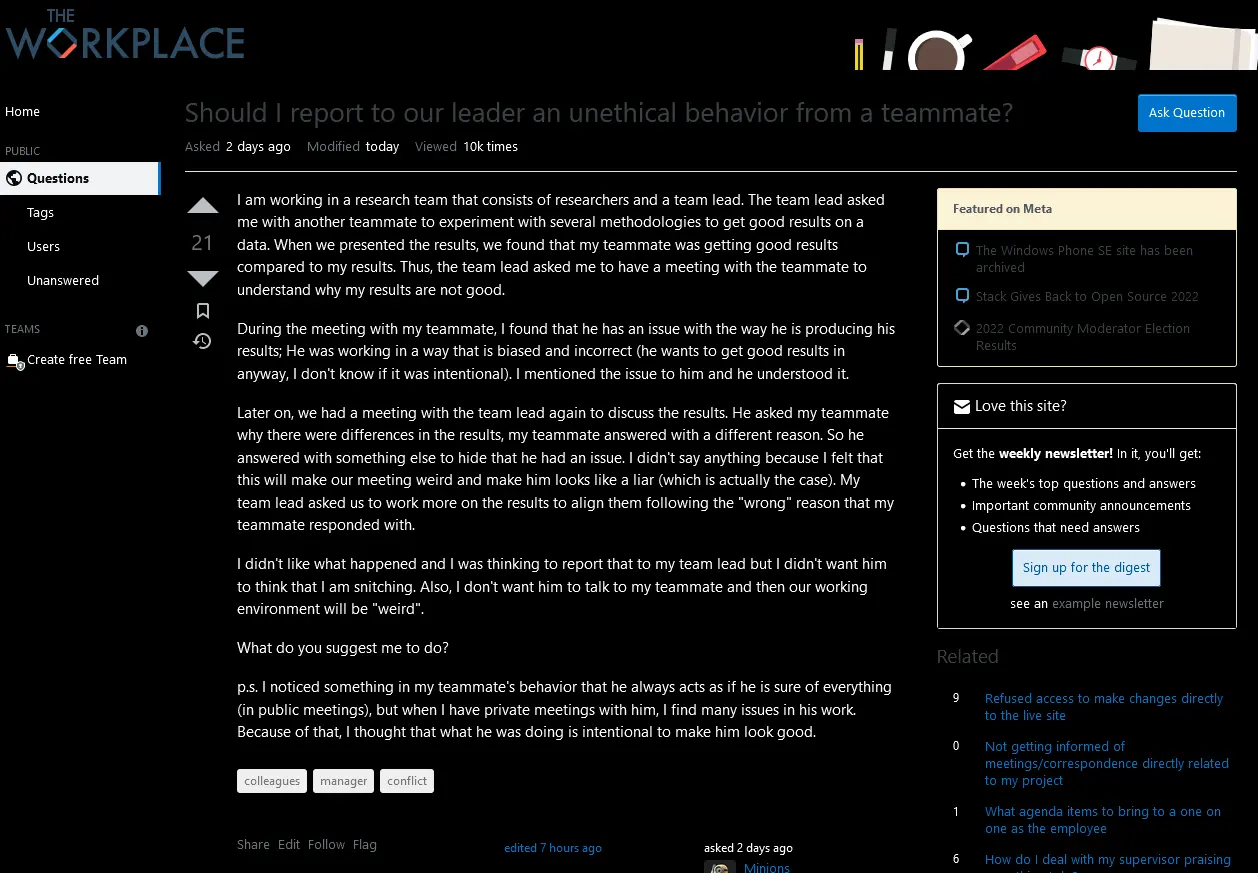 THE
WORKPLACE
Home
PUBLIC
Questions
Tags
Users
Unanswered
TEAMS
Create free Team
Should I report to our leader an unethical behavior from a teammate?
Ask Question
Asked 2 days ago Modified today Viewed 10k times
21
I am working in a research team that consists of researchers and a team lead. The team lead asked
me with another teammate to experiment with several methodologies to get good results on a
data. When we presented the results, we found that my teammate was getting good results
compared to my results. Thus, the team lead asked me to have a meeting with the teammate to
understand why my results are not good.
During the meeting with my teammate, I found that he has an issue with the way he is producing his
results; He was working in a way that is biased and incorrect (he wants to get good results in
anyway, I don't know if it was intentional). I mentioned the issue to him and he understood it.
Later on, we had a meeting with the team lead again to discuss the results. He asked my teammate
why there were differences in the results, my teammate answered with a different reason. So he
answered with something else to hide that he had an issue. I didn't say anything because I felt that
this will make our meeting weird and make him looks like a liar (which is actually the case). My
team lead asked us to work more on the results to align them following the "wrong" reason that my
teammate responded with.
I didn't like what happened and I was thinking to report that to my team lead but I didn't want him
to think that I am snitching. Also, I don't want him to talk to my teammate and then our working
environment will be "weird".
What do you suggest me to do?
p.s. I noticed something in my teammate's behavior that he always acts as if he is sure of everything
(in public meetings), but when I have private meetings with him, I find many issues in his work.
Because of that, I thought that what he was doing is intentional to make him look good.
colleagues manager conflict
Share Edit Follow Flag
edited 7 hours ago
asked 2 days ago
Minions
Featured on Meta
The Windows Phone SE site has been
archived
Stack Gives Back to Open Source 2022
2022 Community Moderator Election
Results
Love this site?
Get the weekly newsletter! In it, you'll get:
• The week's top questions and answers
• Important community announcements
• Questions that need answers
Sign up for the digest
see an example newsletter
Related
9 Refused access to make changes directly
to the live site
0 Not getting informed of
meetings/correspondence directly related
to my project
1 What agenda items to bring to a one on
one as the employee
6 How do I deal with my supervisor praising